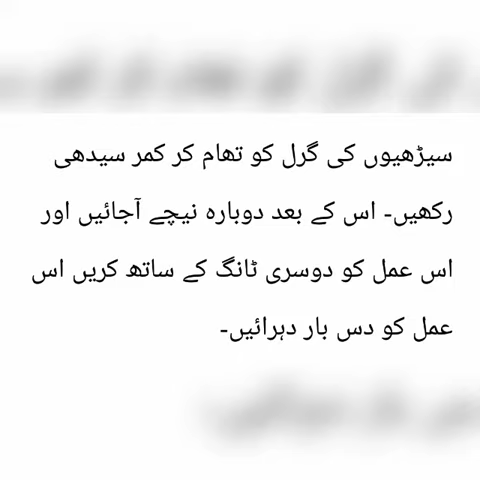 سیڑھیوں کی گرل کو تھام کر کمر سیدھی
رکھیں۔ اس کے بعد دوبارہ نیچے آجائیں اور
اس عمل کو دوسری ٹانگ کے ساتھ کریں اس
عمل کو دس بار دہرائیں۔